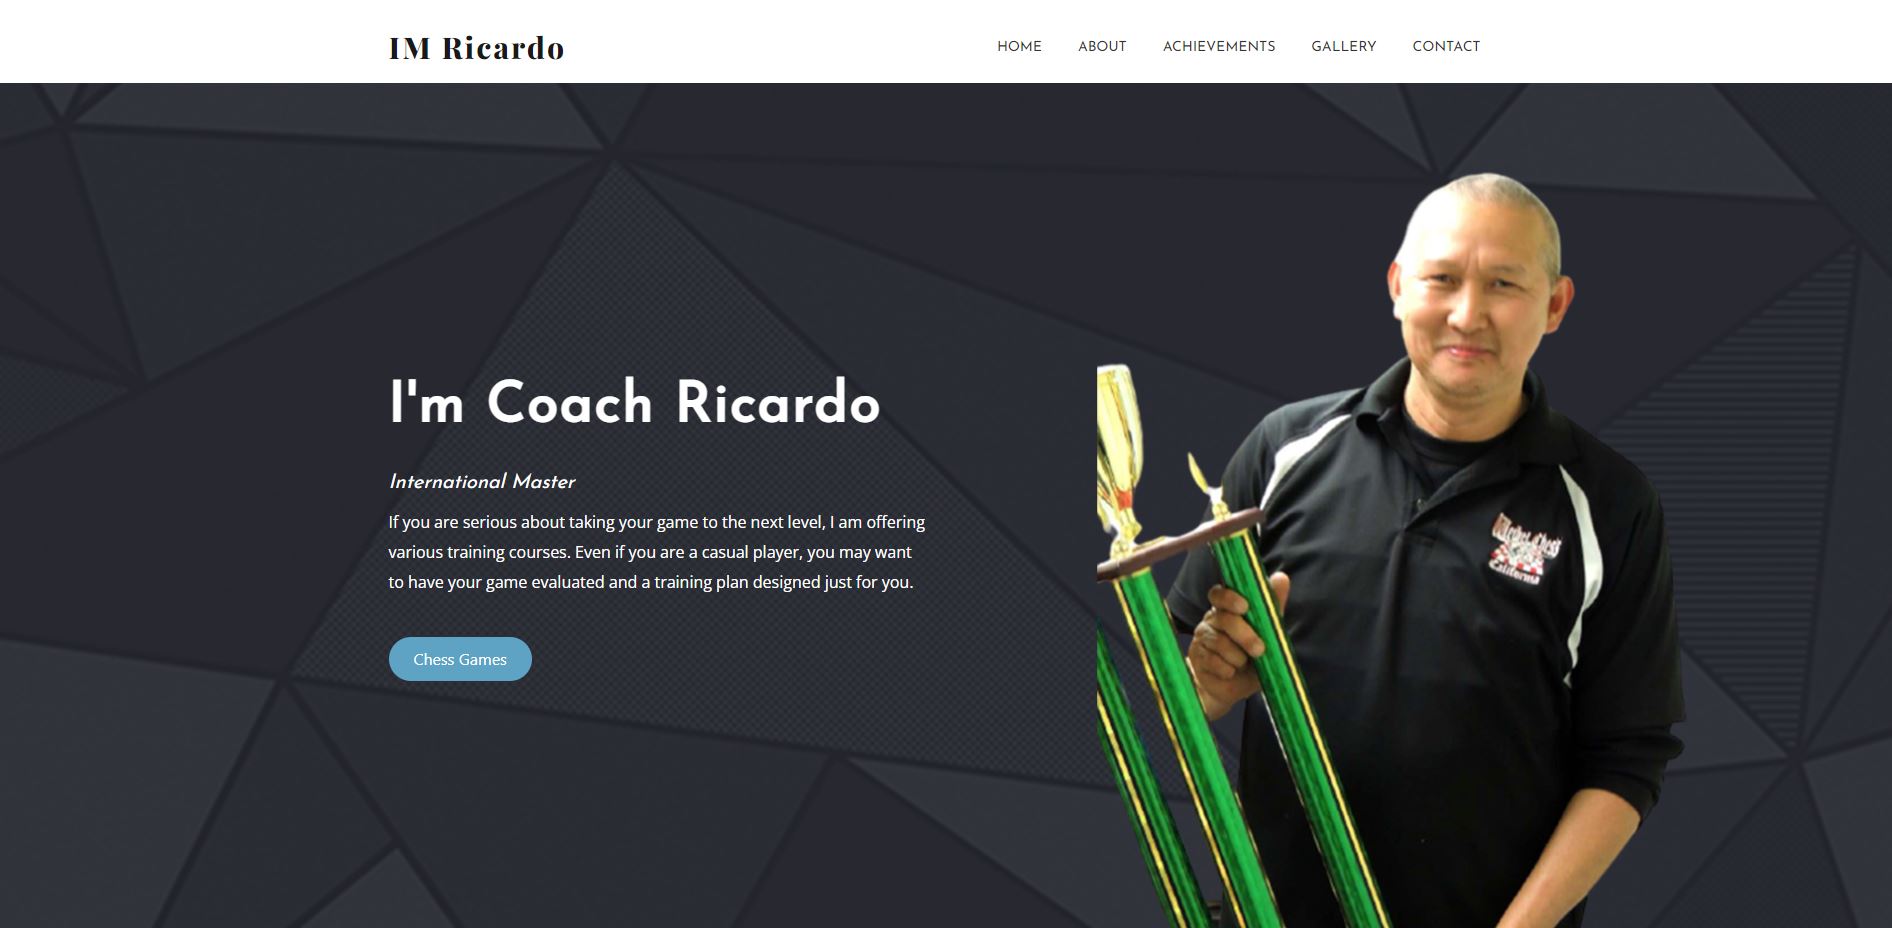 IM Ricardo
HOME ABOUT ACHIEVEMENTS GALLERY CONTACT
I'm Coach Ricardo
International Master
If you are serious about taking your game to the next level, I am offering
various training courses. Even if you are a casual player, you may want
to have your game evaluated and a training plan designed just for you.
Chess Games
Chess
California